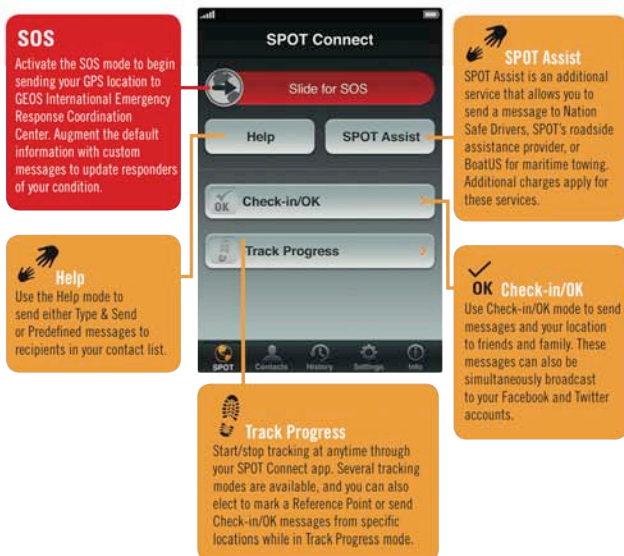 SOS
Activate the SOS mode to begin
sending your GPS location to
GEOS International Emergency
Response Coordination
Center. Augment the default
information with custom
messages to update responders
of your condition.
Help
Use the Help mode to
send either Type & Send
or Predefined messages to
recipients in your contact list.
SPOT Connect
Slide for SOS
Help
SPOT Assist
OK Check-in/OK
Track Progress
SPOT Contacts History Settings Info
SPOT Assist
SPOT Assist is an additional
service that allows you to
send a message to Nation
Safe Drivers, SPOT's roadside
assistance provider, or
BoatUS for maritime towing.
Additional charges apply for
these services.
OK Check-in/OK
Use Check-in/OK mode to send
messages and your location
to friends and family. These
messages can also be
simultaneously broadcast
to your Facebook and Twitter
accounts.
Track Progress
Start/stop tracking at anytime through
your SPOT Connect app. Several tracking
modes are available, and you can also
elect to mark a Reference Point or send
Check-in/OK messages from specific
locations while in Track Progress mode.